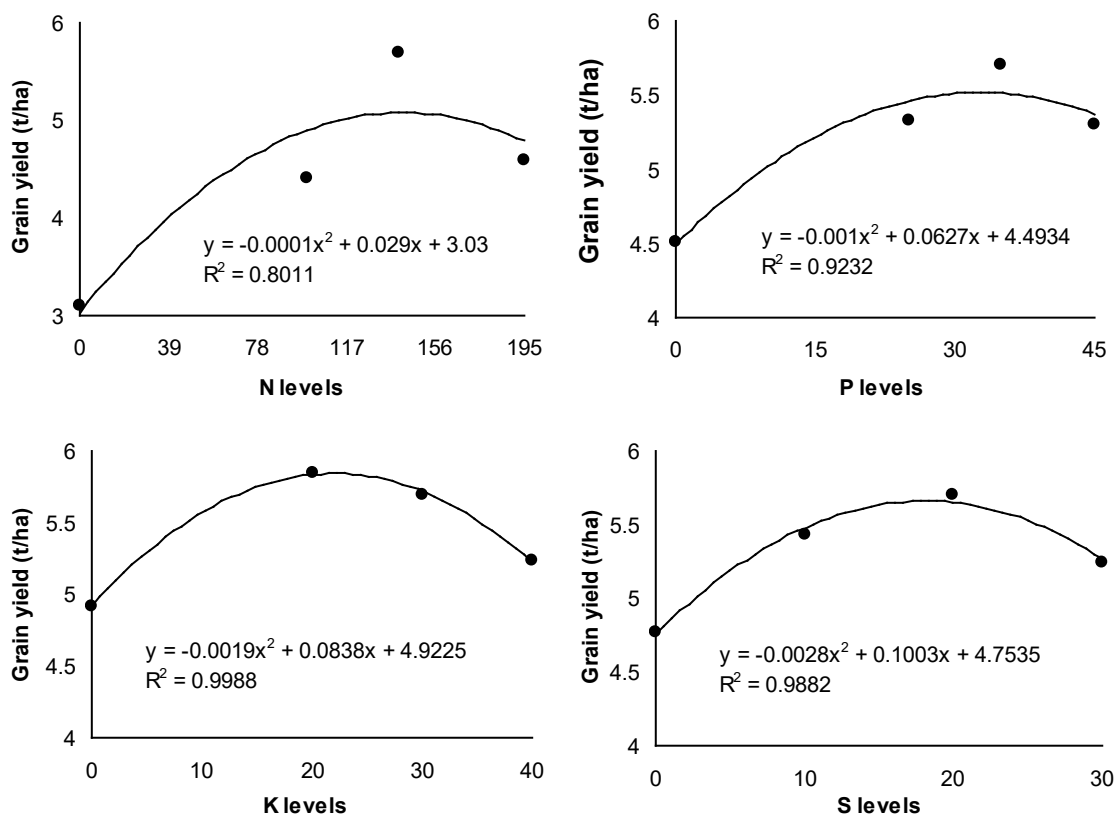 Grain yield (t/ha)
6
5
4
3
y = -0.0001x² + 0.029x + 3.03
R² = 0.8011
0 39 78 117 156 195
N levels
Grain yield (t/ha)
6
5.5
5
4.5
4
y = -0.001x² + 0.0627x + 4.4934
R² = 0.9232
0 15 30 45
P levels
Grain yield (t/ha)
6
5.5
5
4.5
4
y = -0.0019x² + 0.0838x + 4.9225
R² = 0.9988
0 10 20 30 40
K levels
Grain yield (t/ha)
6
5.5
5
4.5
4
y = -0.0028x² + 0.1003x + 4.7535
R² = 0.9882
0 10 20 30
S levels